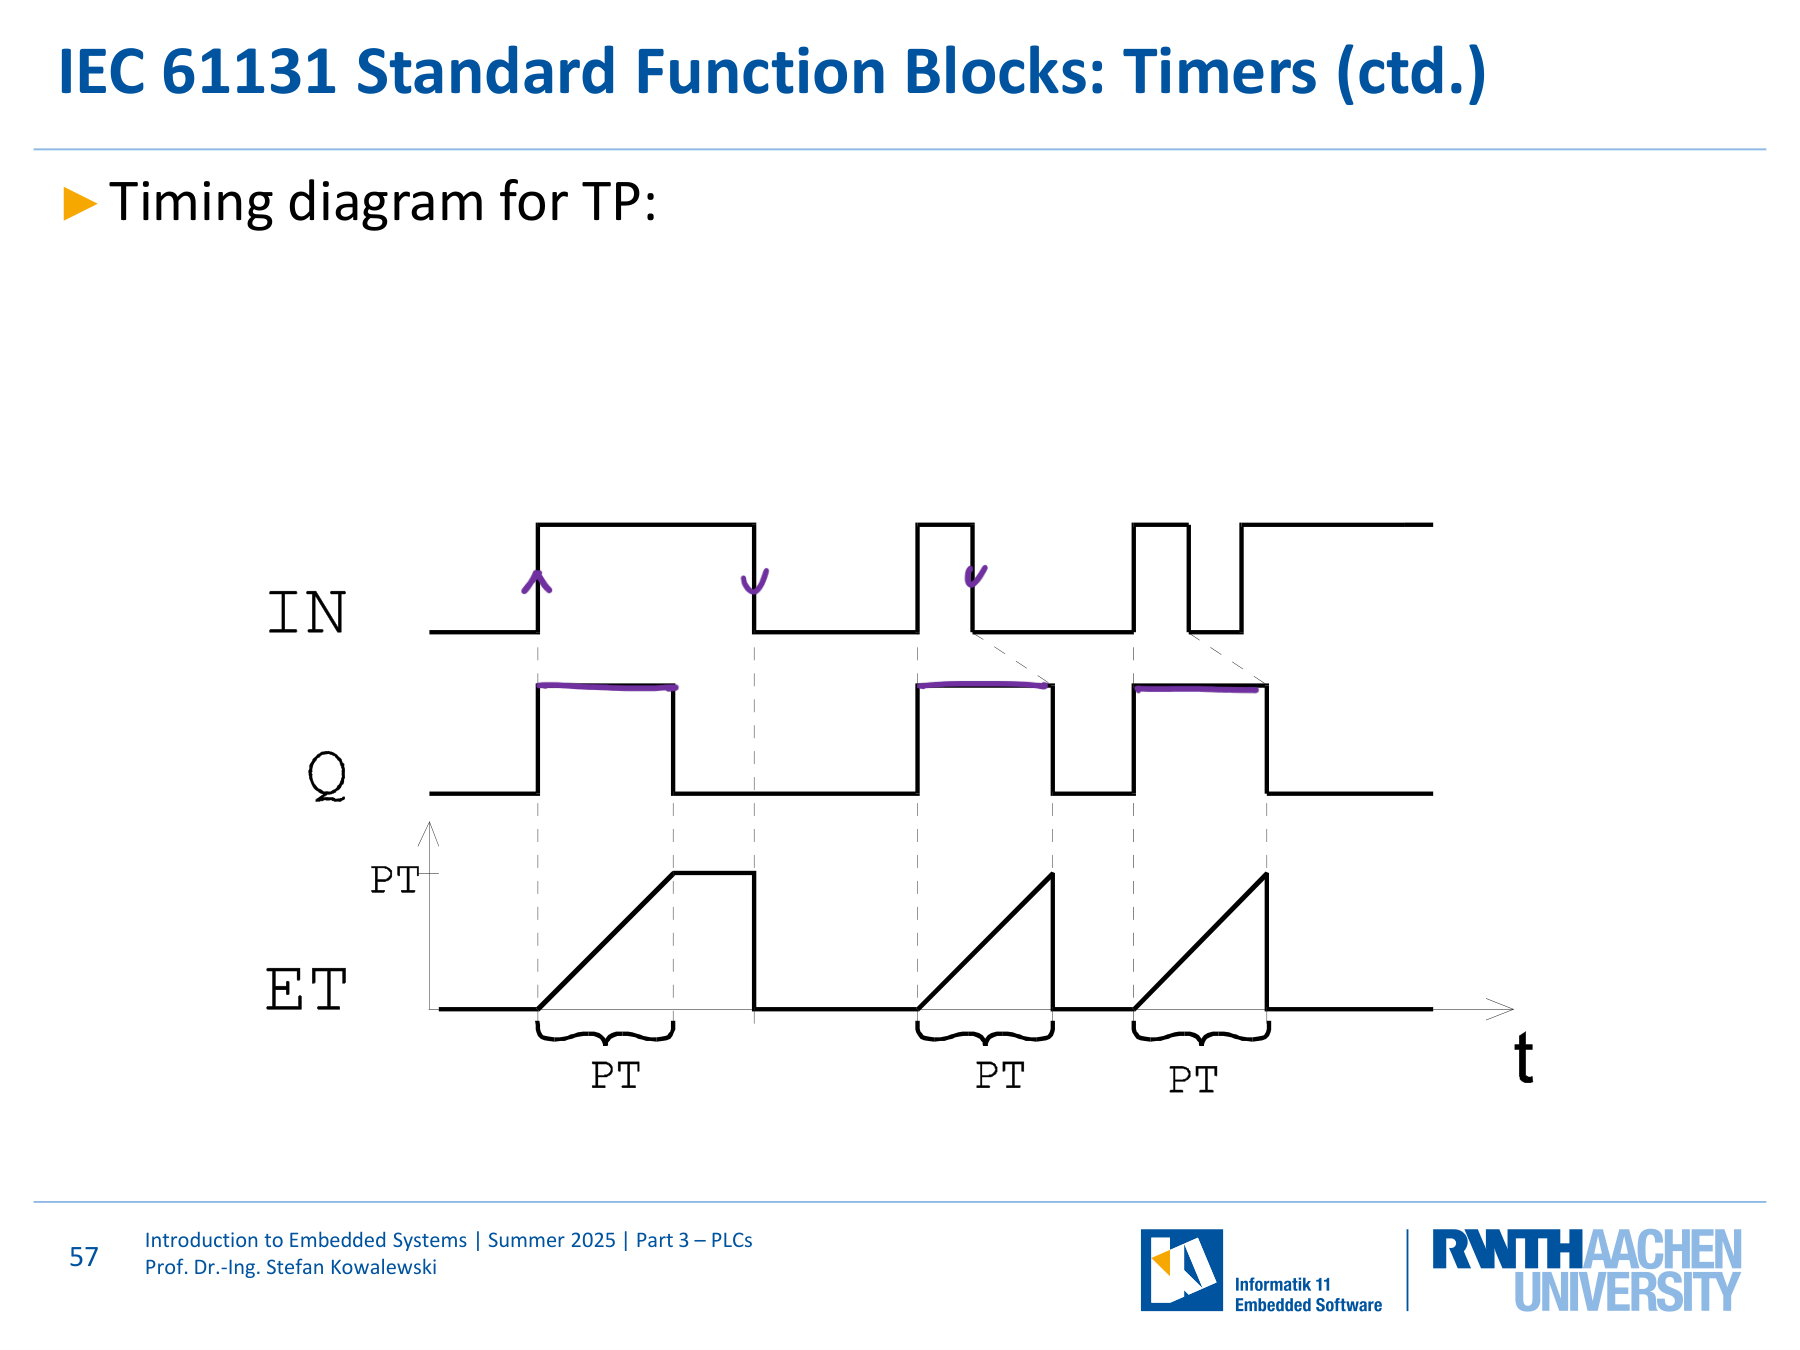 IEC 61131 Standard Function Blocks: Timers (ctd.)
Timing diagram for TP:
IN
Q
PT
ET
PT
PT
PT
t
57
Introduction to Embedded Systems | Summer 2025 | Part 3 – PLCs
Prof. Dr.-Ing. Stefan Kowalewski
Informatik 11
Embedded Software
RWTHAACHEN
UNIVERSITY